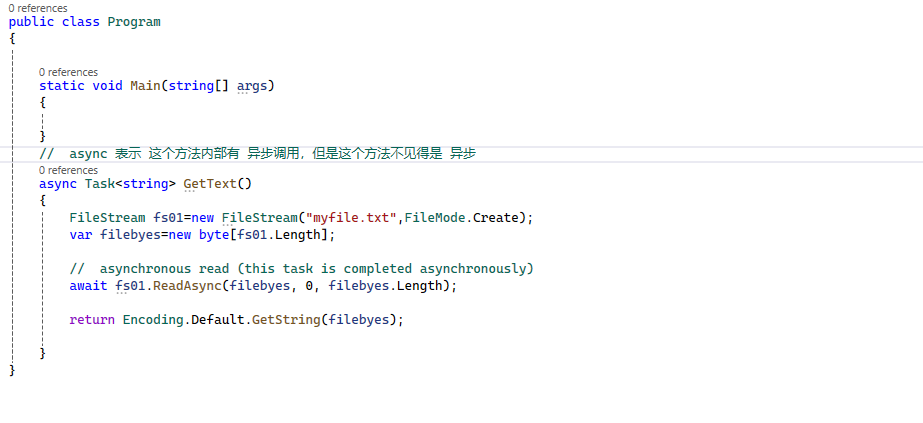 0 references
public class Program
{
0 references
static void Main(string[] args)
{
}
// async 表示 这个方法内部有 异步调用，但是这个方法不见得是 异步
0 references
async Task<string> GetText()
{
FileStream fs01=new FileStream("myfile.txt",FileMode.Create);
var filebyes=new byte[fs01.Length];
// asynchronous read (this task is completed asynchronously)
await fs01.ReadAsync(filebyes, 0, filebyes.Length);
return Encoding.Default.GetString(filebyes);
}
}